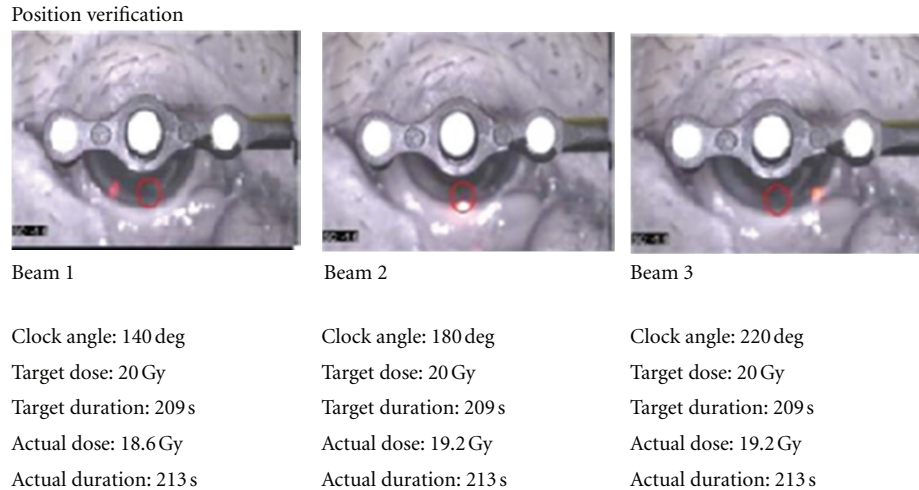 Position verification
Beam 1
Clock angle: 140 deg
Target dose: 20 Gy
Target duration: 209 s
Actual dose: 18.6 Gy
Actual duration: 213 s
Beam 2
Clock angle: 180 deg
Target dose: 20 Gy
Target duration: 209 s
Actual dose: 19.2 Gy
Actual duration: 213 s
Beam 3
Clock angle: 220 deg
Target dose: 20 Gy
Target duration: 209 s
Actual dose: 19.2 Gy
Actual duration: 213 s